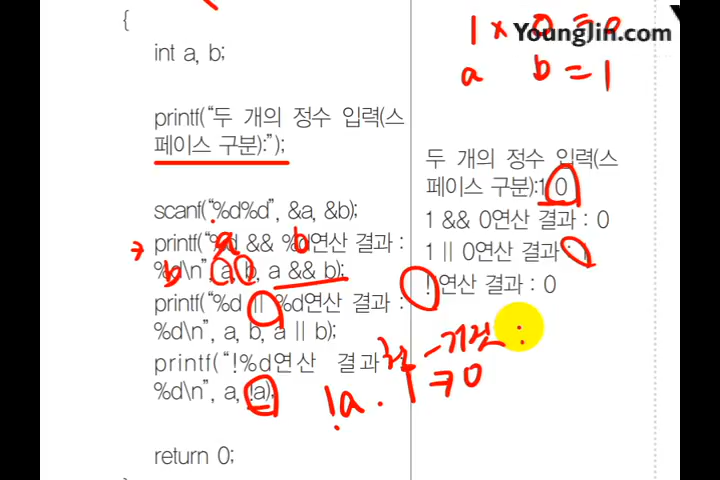 {
int a, b;
printf("두 개의 정수 입력(스
페이스 구분):");
scanf("%d%d", &a, &b);
printf("%d && %d연산 결과 :
%d\n", a, b, a && b);
printf("%d || %d연산 결과 :
%d\n", a, b, a || b);
printf("!%d연산 결과 :
%d\n", a, !a);
return 0;
YoungJin.com
1 × 0 = 0
a b = 1
두 개의 정수 입력(스
페이스 구분):1 0
1 && 0연산 결과 : 0
1 || 0연산 결과 : 1
!연산 결과 : 0
a b
b
!a . 1 ⇒ 0